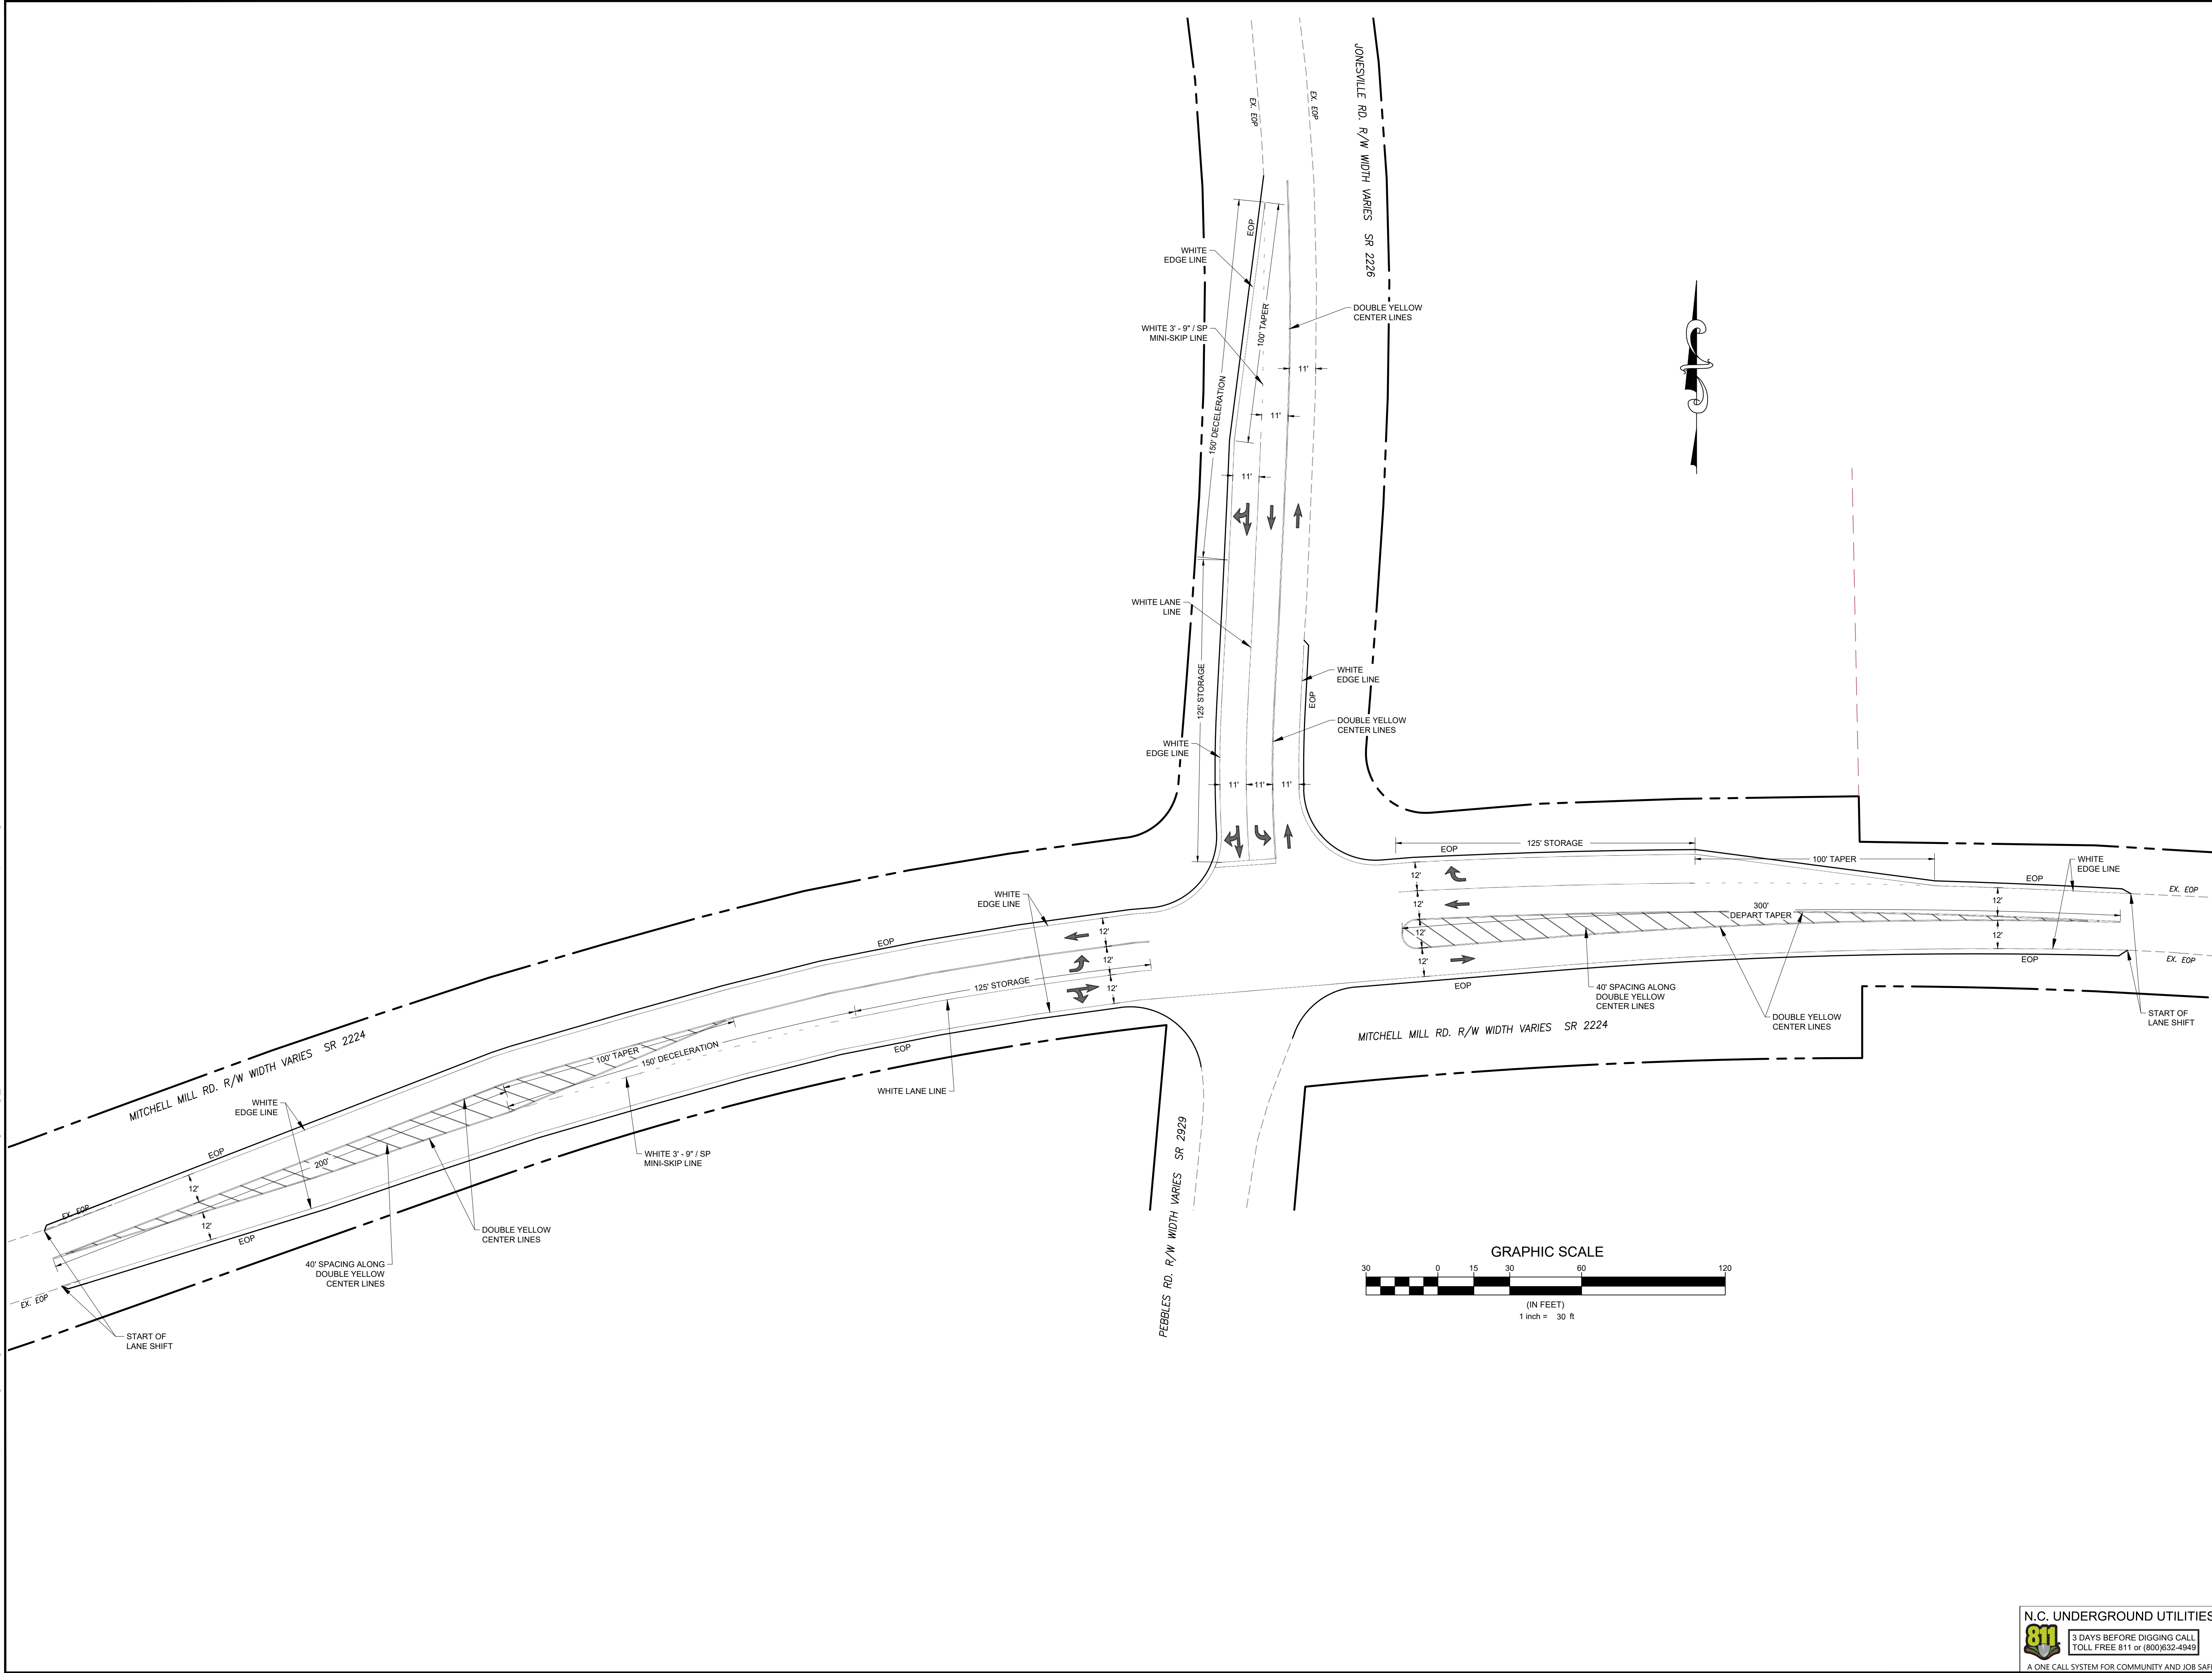 EX. EOP
EX. EOP
JONESVILLE RD. R/W WIDTH VARIES SR 2226
EOP
WHITE
EDGE LINE
100' TAPER
DOUBLE YELLOW
CENTER LINES
WHITE 3' - 9" / SP
MINI-SKIP LINE
11'
150' DECELERATION
11'
11'
WHITE LANE
LINE
125' STORAGE
WHITE
EDGE LINE
EOP
DOUBLE YELLOW
CENTER LINES
WHITE
EDGE LINE
11'
11'
11'
125' STORAGE
EOP
100' TAPER
WHITE
EDGE LINE
12'
EOP
EX. EOP
WHITE
EDGE LINE
12'
12'
300'
DEPART TAPER
12'
12'
12'
EOP
12'
12'
12'
EOP
EX. EOP
125' STORAGE
12'
EOP
40' SPACING ALONG
DOUBLE YELLOW
CENTER LINES
DOUBLE YELLOW
CENTER LINES
START OF
LANE SHIFT
MITCHELL MILL RD. R/W WIDTH VARIES SR 2224
MITCHELL MILL RD. R/W WIDTH VARIES SR 2224
100' TAPER
150' DECELERATION
EOP
WHITE LANE LINE
WHITE
EDGE LINE
EOP
200'
WHITE 3' - 9" / SP
MINI-SKIP LINE
12'
EX. EOP
12'
EOP
DOUBLE YELLOW
CENTER LINES
40' SPACING ALONG
DOUBLE YELLOW
CENTER LINES
EX. EOP
START OF
LANE SHIFT
PEBBLES RD. R/W WIDTH VARIES SR 2929
GRAPHIC SCALE
30 0 15 30 60 120
(IN FEET)
1 inch = 30 ft
N.C. UNDERGROUND UTILITIES
811
3 DAYS BEFORE DIGGING CALL
TOLL FREE 811 or (800)632-4949
A ONE CALL SYSTEM FOR COMMUNITY AND JOB